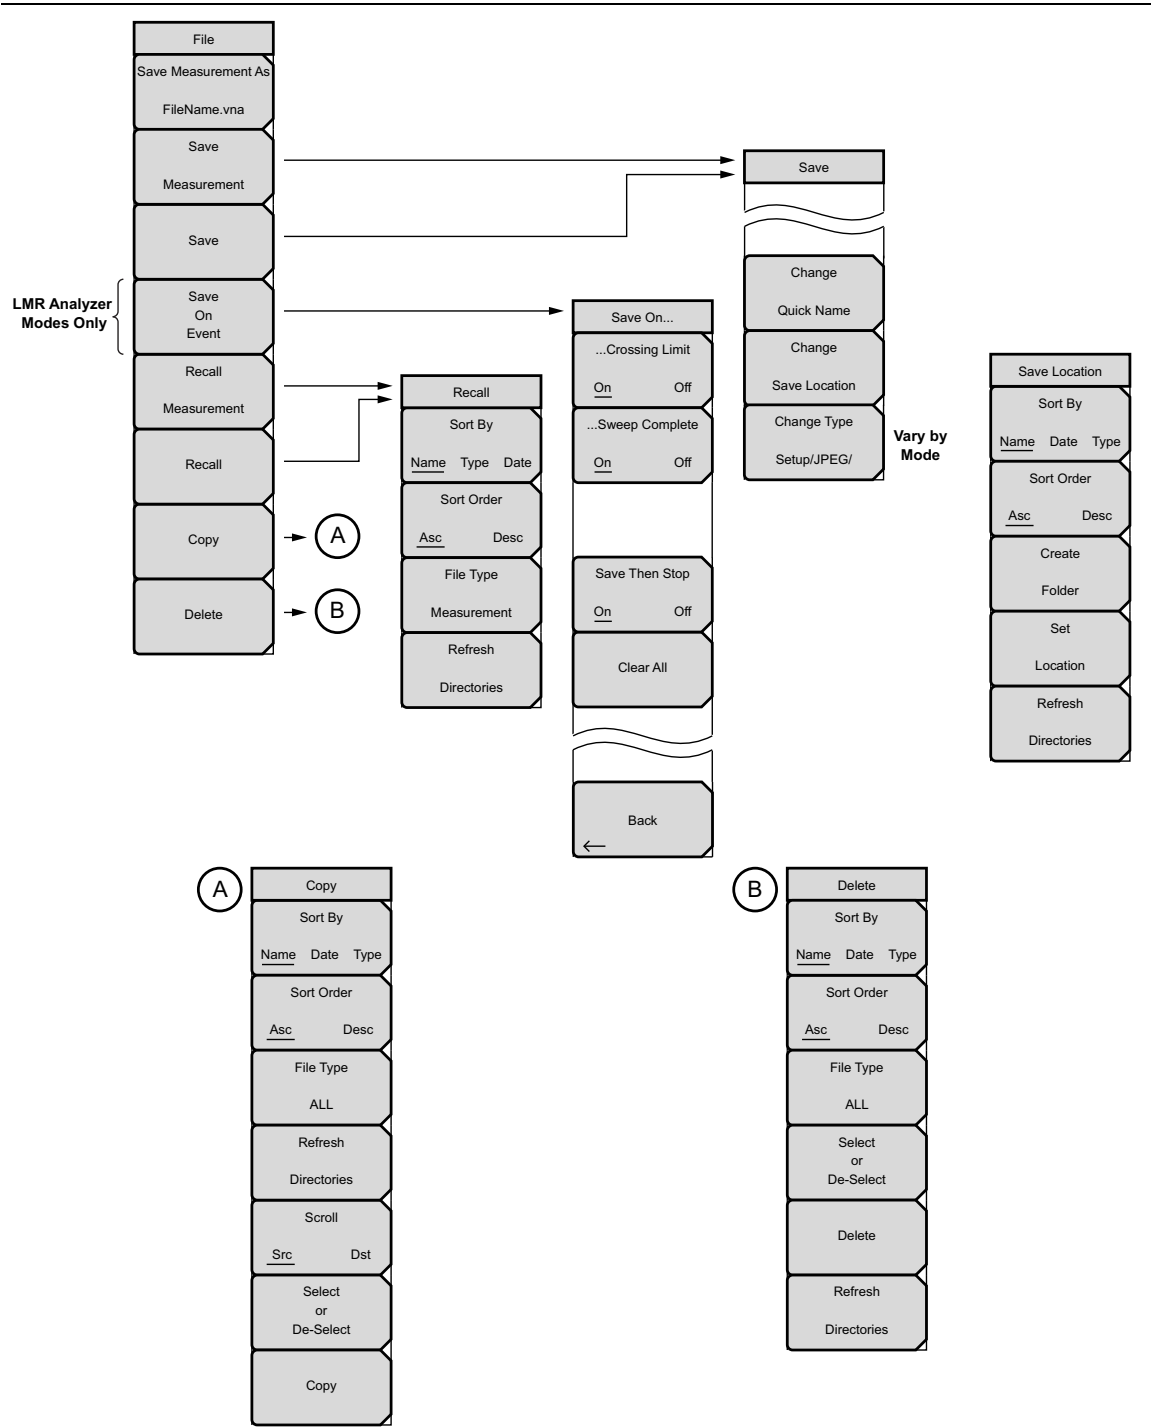 File
Save Measurement As
FileName.vna
Save
Measurement
Save
LMR Analyzer
Modes Only
Save
On
Event
Recall
Measurement
Recall
Copy
A
Delete
B
Recall
Sort By
Name Type Date
Sort Order
Asc Desc
File Type
Measurement
Refresh
Directories
Save On...
...Crossing Limit
On Off
...Sweep Complete
On Off
Save Then Stop
On Off
Clear All
Back
Save
Change
Quick Name
Change
Save Location
Change Type
Setup/JPEG/
Vary by
Mode
Save Location
Sort By
Name Date Type
Sort Order
Asc Desc
Create
Folder
Set
Location
Refresh
Directories
A
Copy
Sort By
Name Date Type
Sort Order
Asc Desc
File Type
ALL
Refresh
Directories
Scroll
Src Dst
Select
or
De-Select
Copy
B
Delete
Sort By
Name Date Type
Sort Order
Asc Desc
File Type
ALL
Select
or
De-Select
Delete
Refresh
Directories